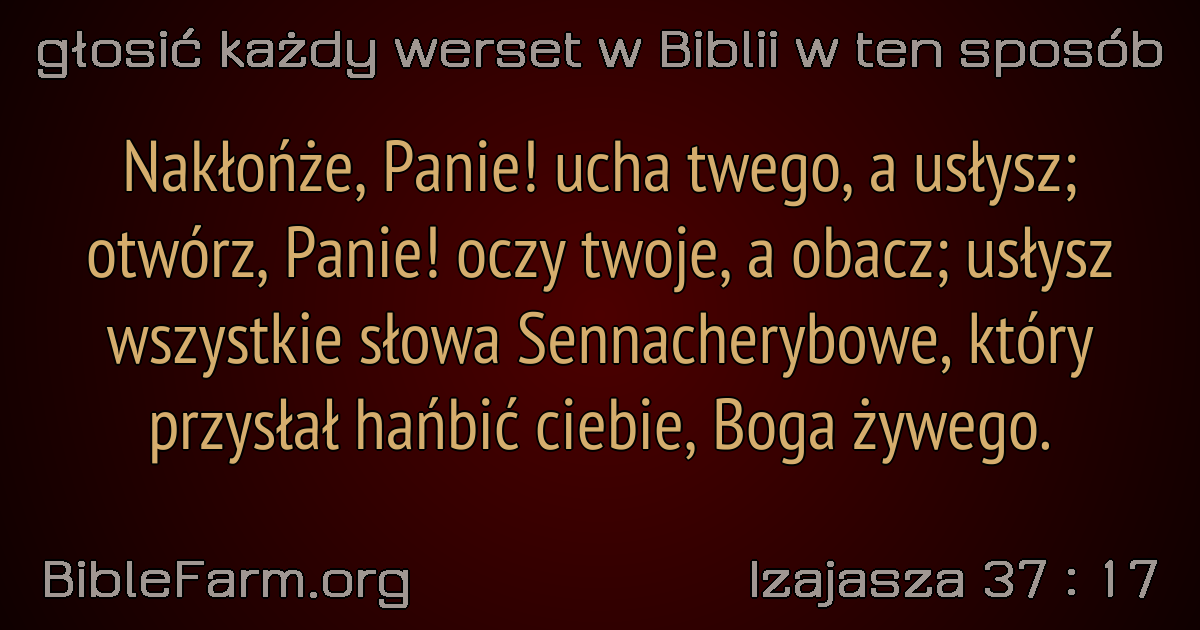 głosić każdy werset w Biblii w ten sposób
Nakłońże, Panie! ucha twego, a usłysz;
otwórz, Panie! oczy twoje, a obacz; usłysz
wszystkie słowa Sennacherybowe, który
przysłał hańbić ciebie, Boga żywego.
BibleFarm.org
Izajasza 37 : 17